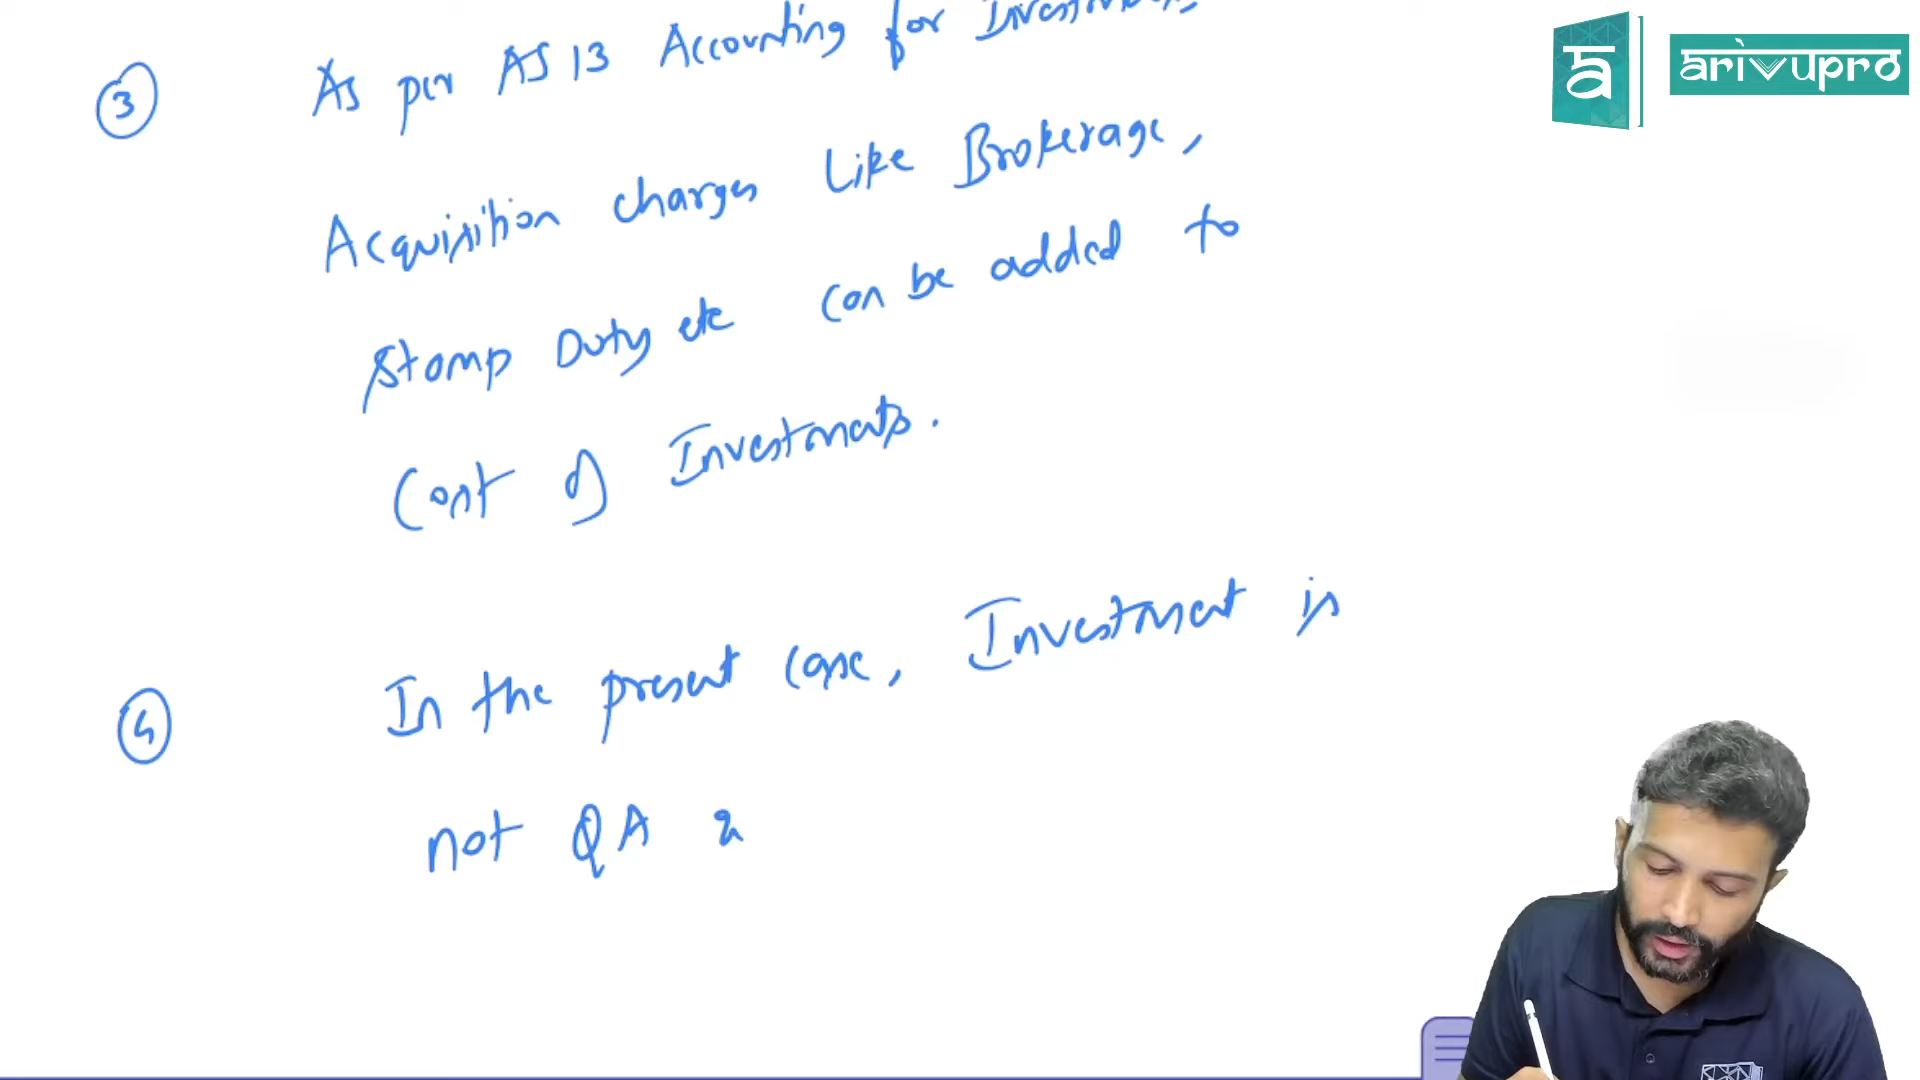 ③ As per AS 13 Accounting for Investments
Acquisition charges like Brokerage,
Stamp Duty etc can be added to
Cost of Investments.
④ In the present case, Investment is
not QA &
ā arivupro